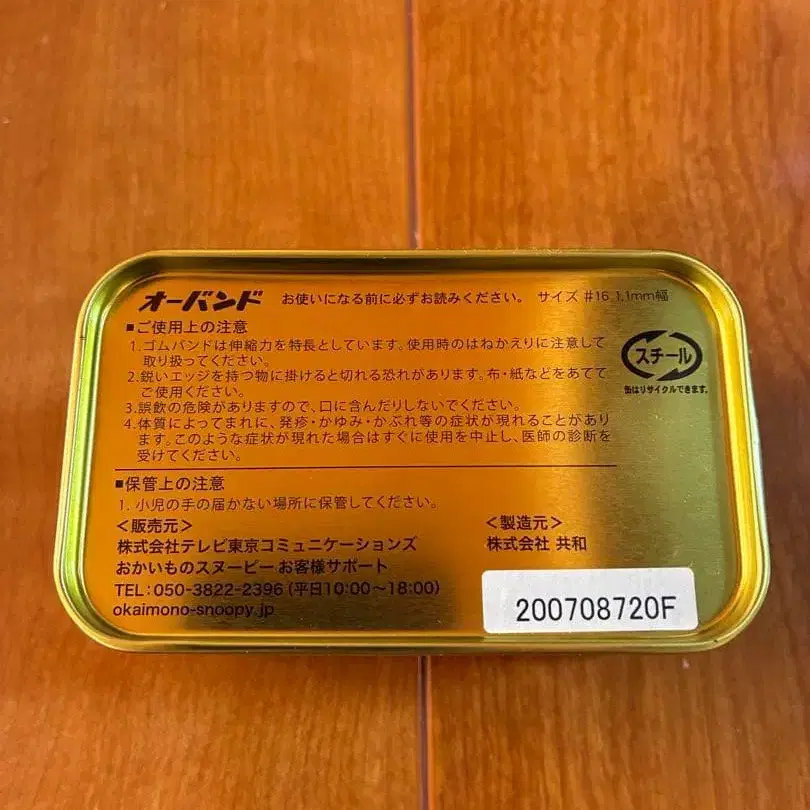 オーバンド お使いになる前に必ずお読みください。 サイズ #16 1.1mm幅
■ご使用上の注意
1.ゴムバンドは伸縮力を特長としています。使用時のはねかえりに注意して
取り扱ってください。
2.鋭いエッジを持つ物に掛けると切れる恐れがあります。布・紙などをあてて
ご使用ください。
3.誤飲の危険がありますので、口に含んだりしないでください。
4.体質によってまれに、発疹・かゆみ・かぶれ等の症状が現れることがあり
ます。このような症状が現れた場合はすぐに使用を中止し、医師の診断を
受けてください。
スチール
缶はリサイクルできます。
■保管上の注意
1. 小児の手の届かない場所に保管してください。
＜販売元＞
株式会社テレビ東京コミュニケーションズ
おかいものスヌーピー お客様サポート
TEL:050-3822-2396 (平日10:00～18:00)
okaimono-snoopy.jp
＜製造元＞
株式会社 共和
200708720F